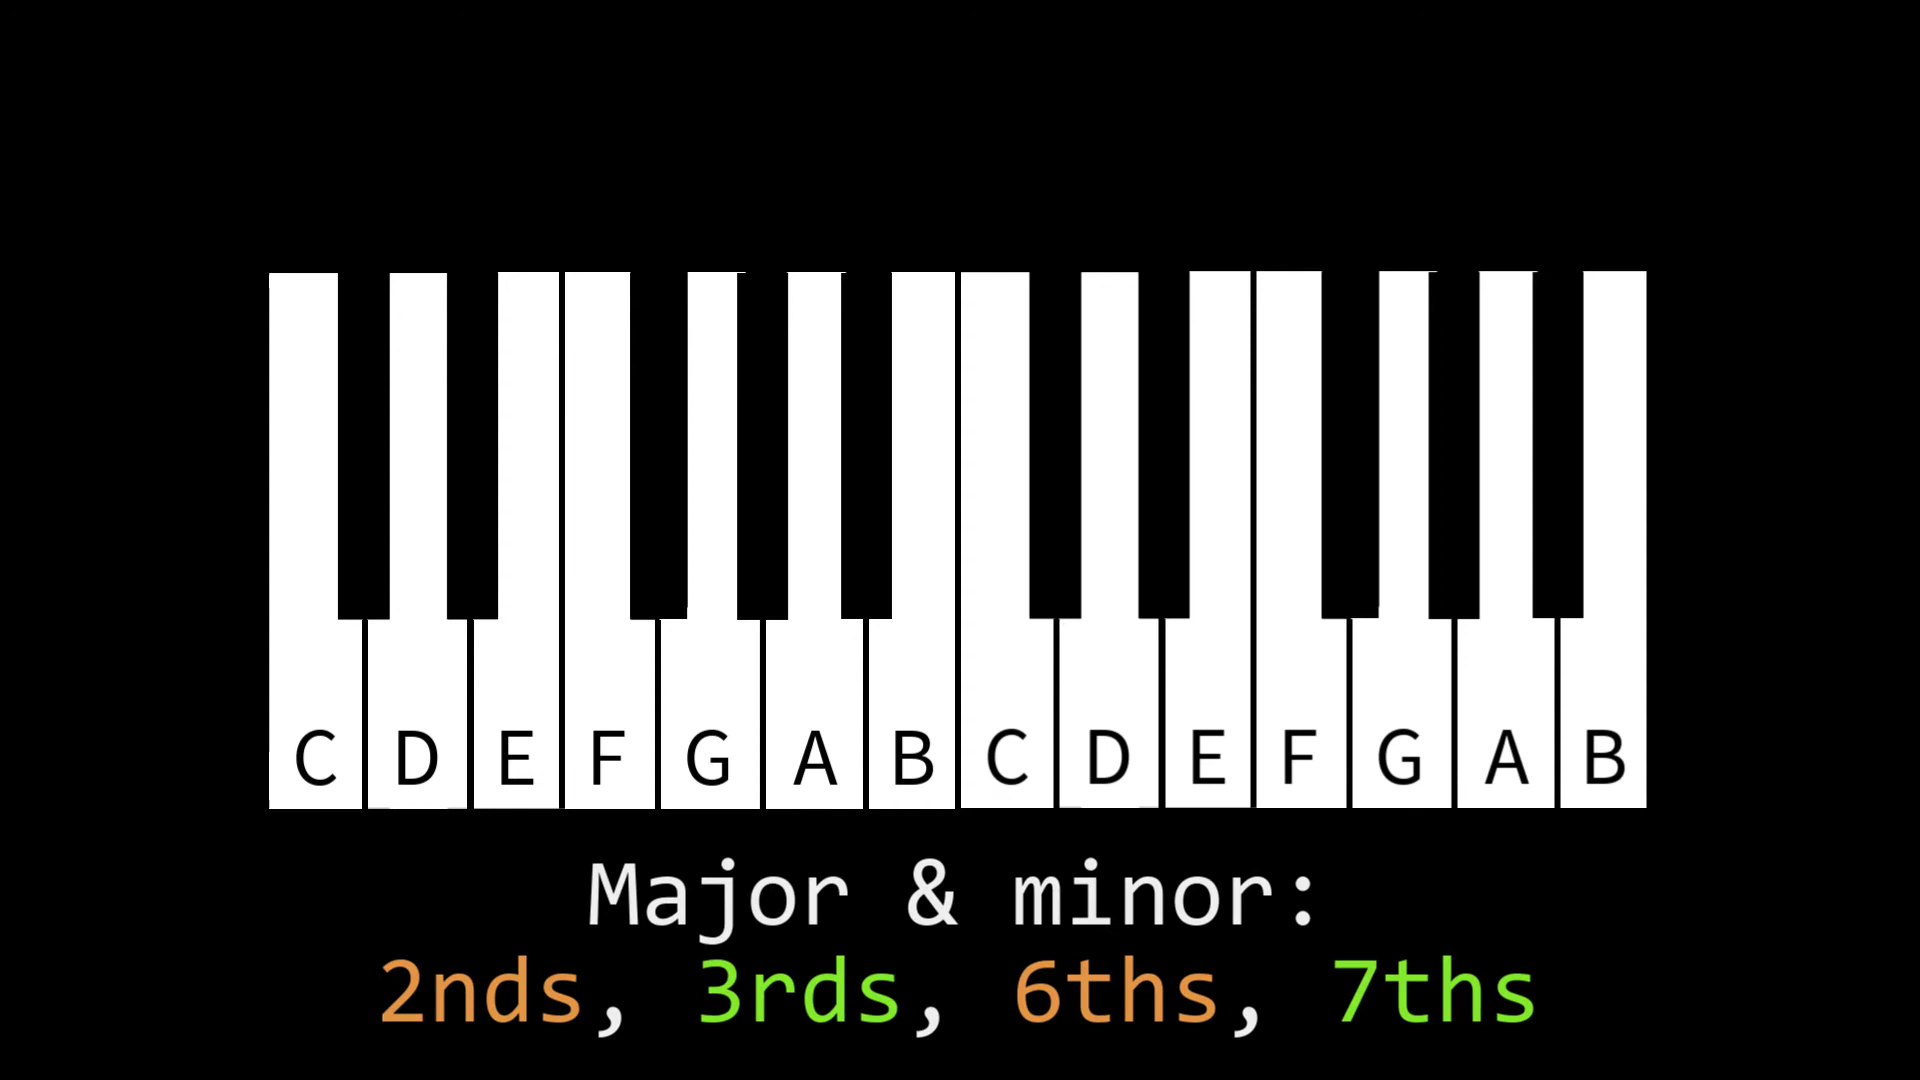 C D E F G A B C D E F G A B
Major & minor:
2nds, 3rds, 6ths, 7ths